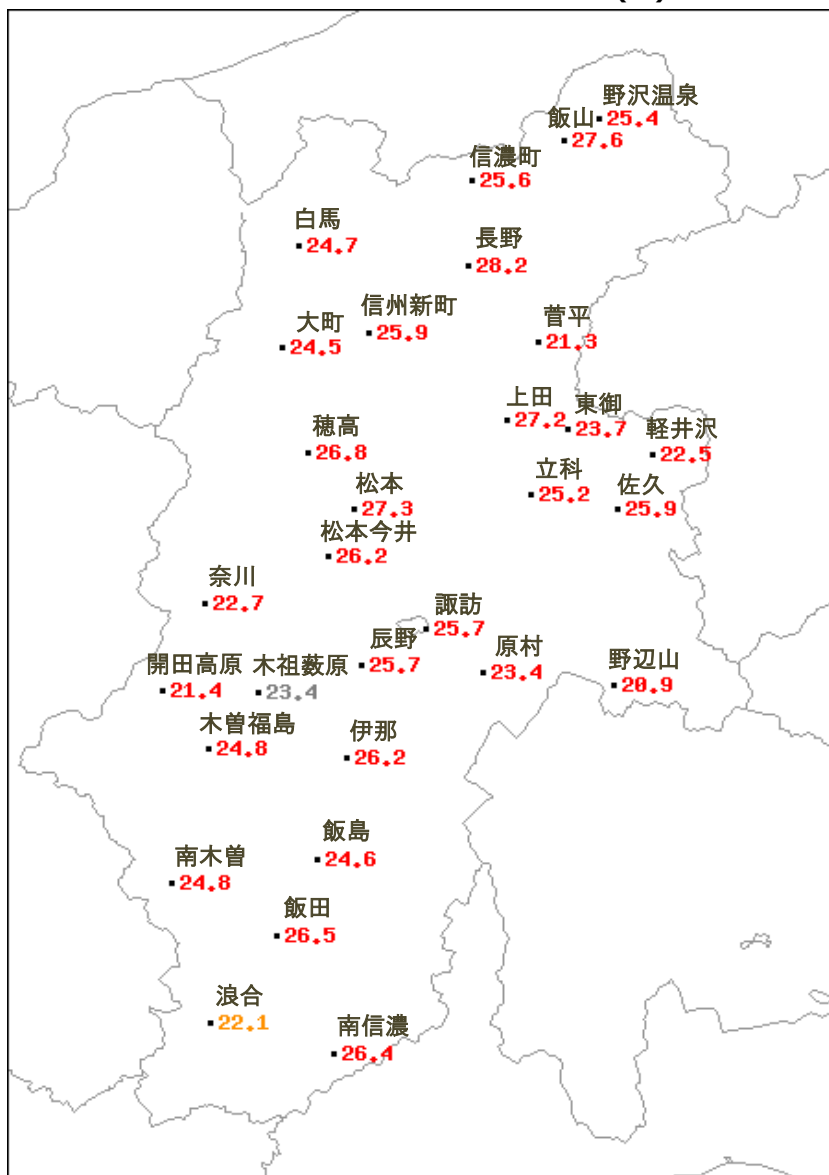 野沢温泉
25.4
飯山
27.6
信濃町
25.6
白馬
24.7
長野
28.2
信州新町
25.9
大町
24.5
菅平
21.3
上田
27.2
東御
23.7
軽井沢
22.5
穂高
26.8
立科
25.2
佐久
25.9
松本
27.3
松本今井
26.2
奈川
22.7
諏訪
25.7
辰野
25.7
原村
23.4
野辺山
20.9
開田高原
21.4
木祖薮原
23.4
木曽福島
24.8
伊那
26.2
飯島
24.6
南木曽
24.8
飯田
26.5
浪合
22.1
南信濃
26.4